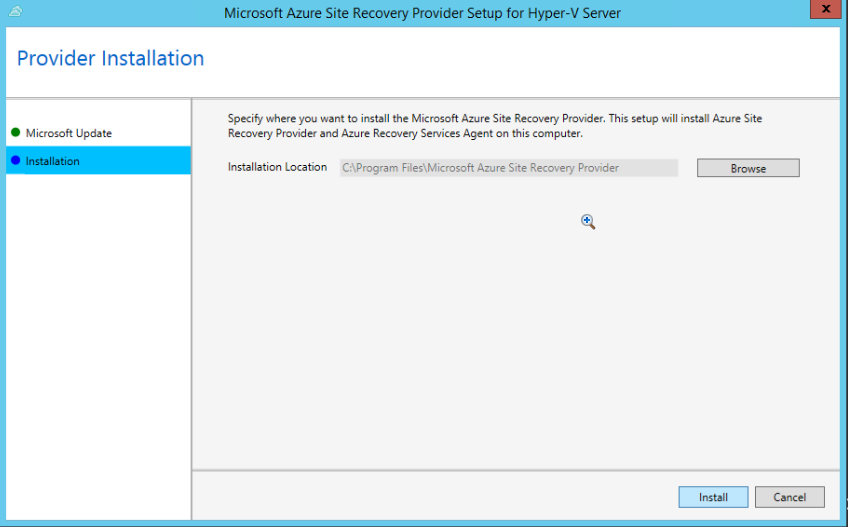 Microsoft Azure Site Recovery Provider Setup for Hyper-V Server
x
Provider Installation
Microsoft Update
Installation
Specify where you want to install the Microsoft Azure Site Recovery Provider. This setup will install Azure Site
Recovery Provider and Azure Recovery Services Agent on this computer.
Installation Location C:\Program Files\Microsoft Azure Site Recovery Provider Browse
Install Cancel